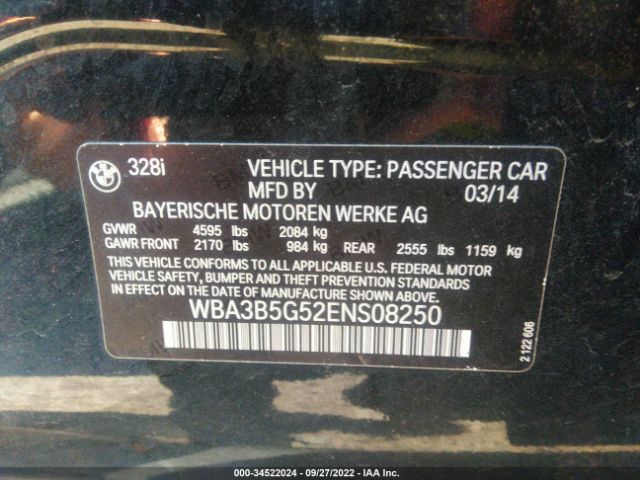 328i VEHICLE TYPE: PASSENGER CAR
MFD BY 03/14
BAYERISCHE MOTOREN WERKE AG
GVWR 4595 lbs 2084 kg
GAWR FRONT 2170 lbs 984 kg REAR 2555 lbs 1159 kg
THIS VEHICLE CONFORMS TO ALL APPLICABLE U.S. FEDERAL MOTOR
VEHICLE SAFETY, BUMPER AND THEFT PREVENTION STANDARDS
IN EFFECT ON THE DATE OF MANUFACTURE SHOWN ABOVE.
WBA3B5G52ENS08250
2 122 606
000-34522024 - 09/27/2022 - IAA Inc.